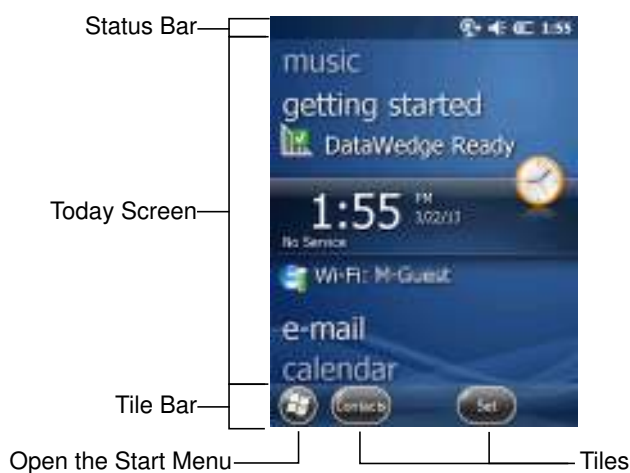 Status Bar
1:55
music
getting started
DataWedge Ready
Today Screen
1:55 PM
3/22/13
No Service
Wi-Fi: M-Guest
e-mail
calendar
Tile Bar
Contacts
Set
Open the Start Menu
Tiles